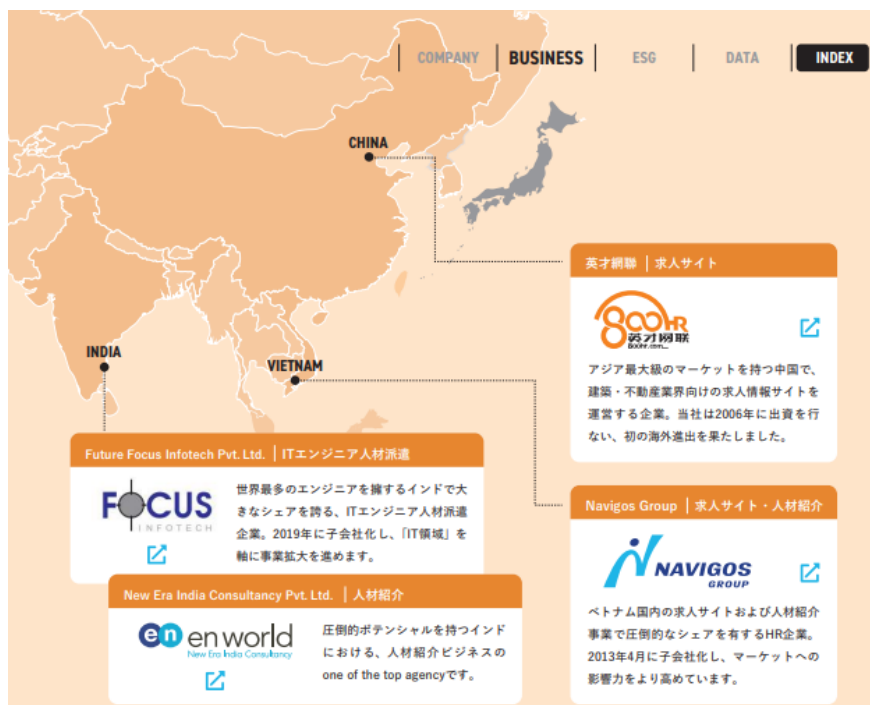 COMPANY
BUSINESS
ESG
DATA
INDEX
CHINA
INDIA
VIETNAM
英才網聯 | 求人サイト
800HR
英才网联
800hr.com
アジア最大級のマーケットを持つ中国で、
建築・不動産業界向けの求人情報サイトを
運営する企業。当社は2006年に出資を行
ない、初の海外進出を果たしました。
Future Focus Infotech Pvt. Ltd. | ITエンジニア人材派遣
FOCUS
INFOTECH
世界最多のエンジニアを擁するインドで大
きなシェアを誇る、ITエンジニア人材派遣
企業。2019年に子会社化し、「IT領域」を
軸に事業拡大を進めます。
Navigos Group | 求人サイト・人材紹介
NAVIGOS
GROUP
ベトナム国内の求人サイトおよび人材紹介
事業で圧倒的なシェアを有するHR企業。
2013年4月に子会社化し、マーケットへの
影響力をより高めています。
New Era India Consultancy Pvt. Ltd. | 人材紹介
en en world
New Era India Consultancy
圧倒的ポテンシャルを持つインド
における、人材紹介ビジネスの
one of the top agencyです。